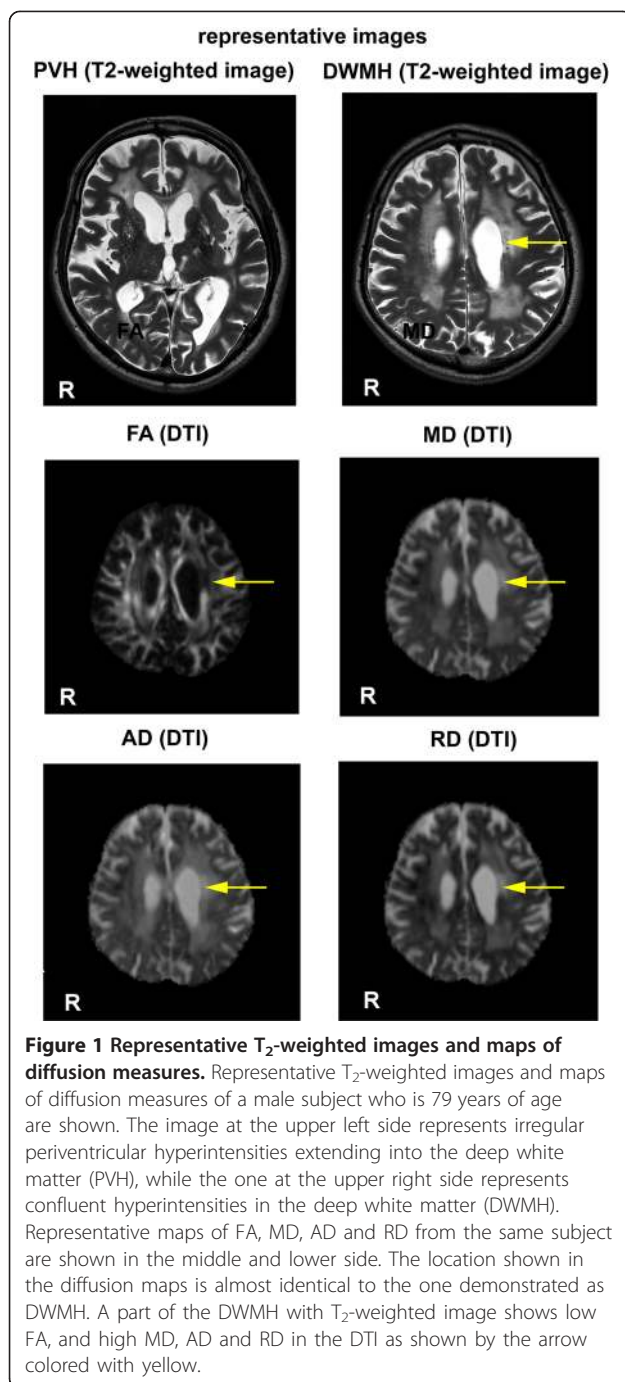 representative images
PVH (T2-weighted image) DWMH (T2-weighted image)
FA MD
R R
FA (DTI) MD (DTI)
R R
AD (DTI) RD (DTI)
R R
Figure 1 Representative T₂-weighted images and maps of
diffusion measures. Representative T₂-weighted images and maps
of diffusion measures of a male subject who is 79 years of age
are shown. The image at the upper left side represents irregular
periventricular hyperintensities extending into the deep white
matter (PVH), while the one at the upper right side represents
confluent hyperintensities in the deep white matter (DWMH).
Representative maps of FA, MD, AD and RD from the same subject
are shown in the middle and lower side. The location shown in
the diffusion maps is almost identical to the one demonstrated as
DWMH. A part of the DWMH with T₂-weighted image shows low
FA, and high MD, AD and RD in the DTI as shown by the arrow
colored with yellow.